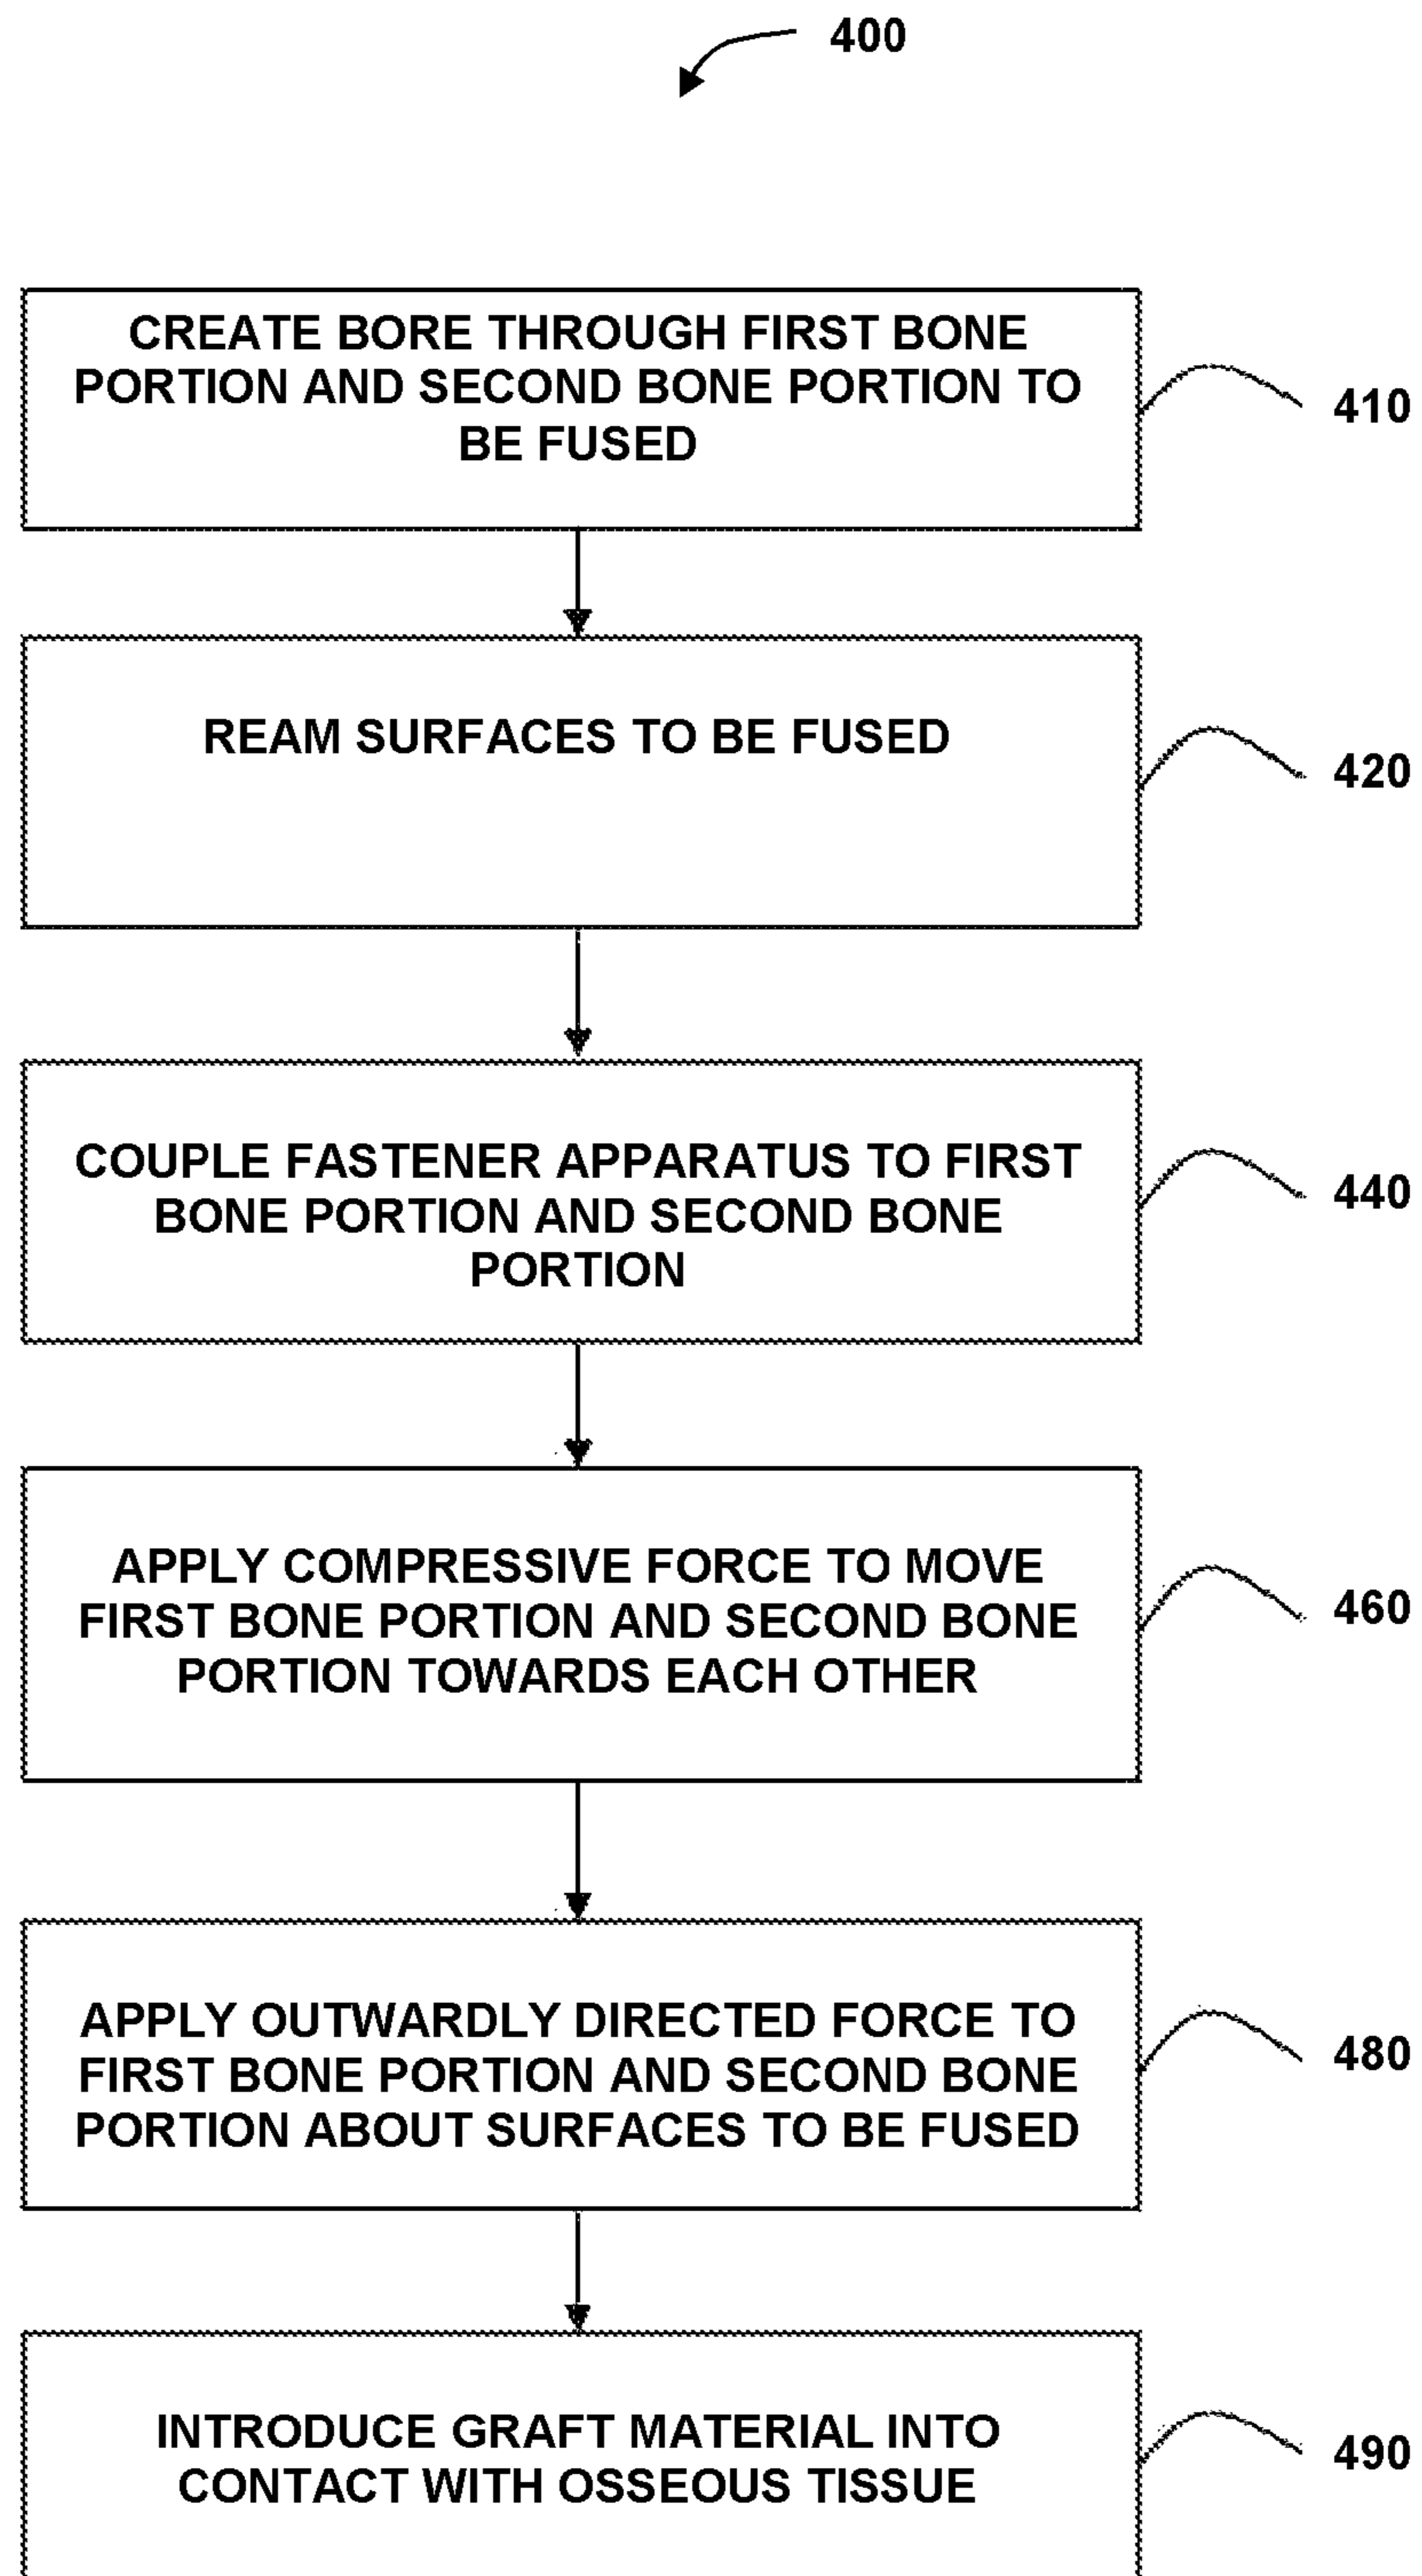 400
CREATE BORE THROUGH FIRST BONE
PORTION AND SECOND BONE PORTION TO
BE FUSED
410
REAM SURFACES TO BE FUSED
420
COUPLE FASTENER APPARATUS TO FIRST
BONE PORTION AND SECOND BONE
PORTION
440
APPLY COMPRESSIVE FORCE TO MOVE
FIRST BONE PORTION AND SECOND BONE
PORTION TOWARDS EACH OTHER
460
APPLY OUTWARDLY DIRECTED FORCE TO
FIRST BONE PORTION AND SECOND BONE
PORTION ABOUT SURFACES TO BE FUSED
480
INTRODUCE GRAFT MATERIAL INTO
CONTACT WITH OSSEOUS TISSUE
490